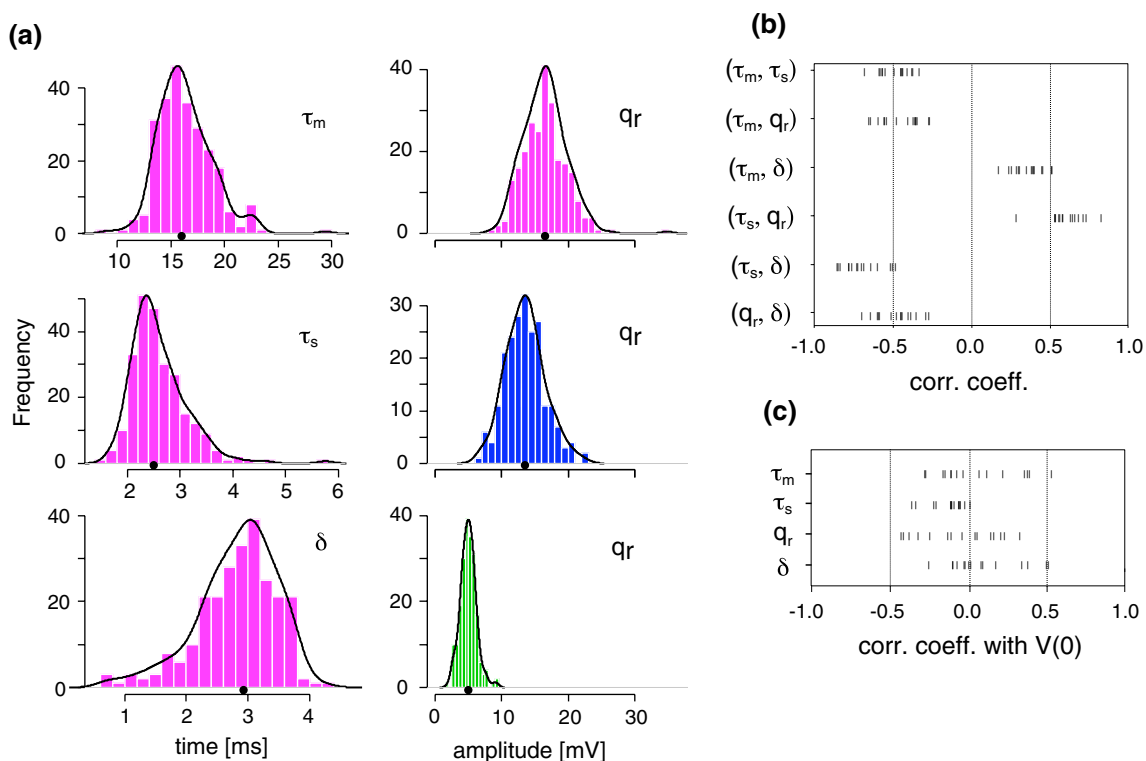 (a)
Frequency
40
20
0
10
15
20
25
30
τm
40
20
0
qr
40
20
0
2
3
4
5
6
τs
30
20
10
0
qr
40
20
0
1
2
3
4
δ
time [ms]
40
20
0
0
10
20
30
qr
amplitude [mV]
(b)
(τm, τs)
(τm, qr)
(τm, δ)
(τs, qr)
(τs, δ)
(qr, δ)
-1.0
-0.5
0.0
0.5
1.0
corr. coeff.
(c)
τm
τs
qr
δ
-1.0
-0.5
0.0
0.5
1.0
corr. coeff. with V(0)